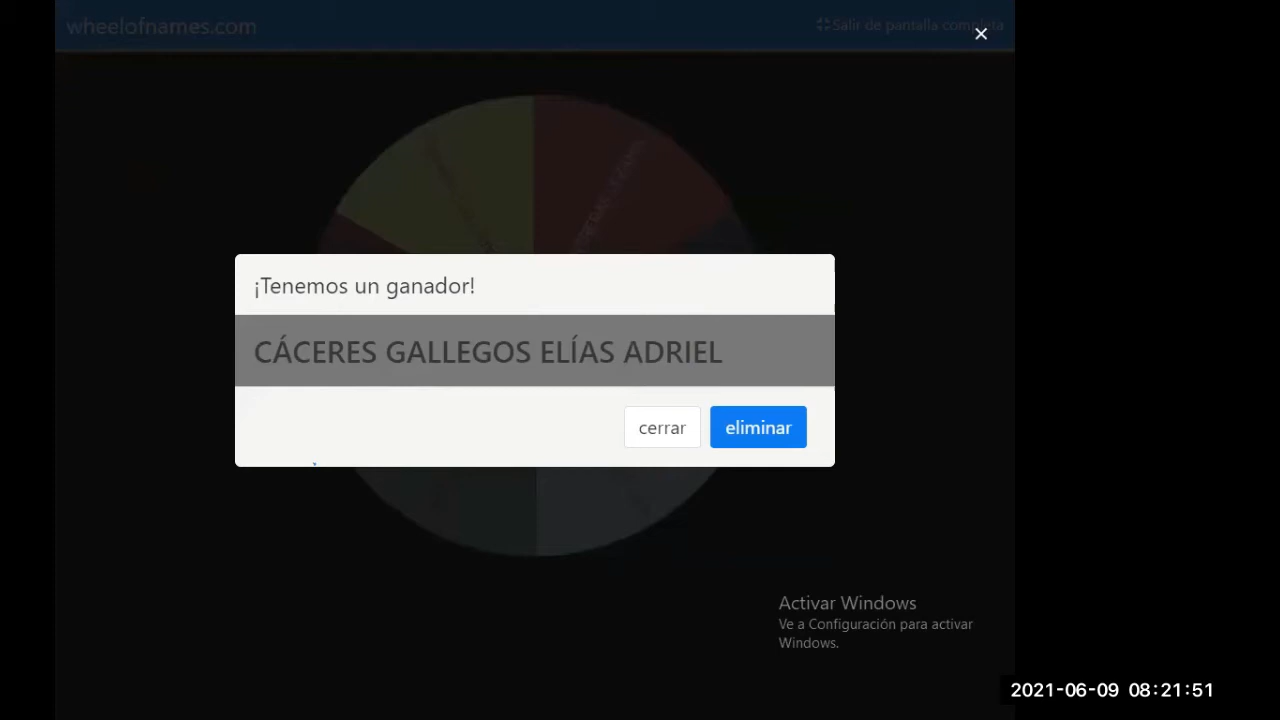 wheelofnames.com
Salir de pantalla completa
¡Tenemos un ganador!
CÁCERES GALLEGOS ELÍAS ADRIEL
cerrar
eliminar
Activar Windows
Ve a Configuración para activar
Windows.
2021-06-09 08:21:51